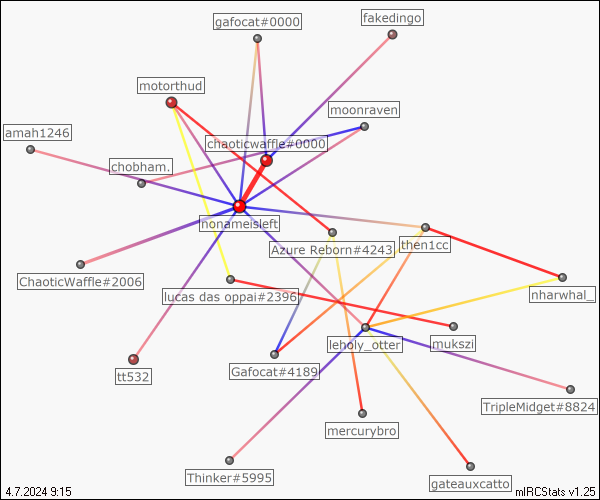 gafocat#0000
fakedingo
motorthud
moonraven
amah1246
chaoticwaffle#0000
chobham.
nonameisleft
Azure Reborn#4243
then1cc
ChaoticWaffle#2006
lucas das oppai#2396
nharwhal_
leholy_otter
mukszi
Gafocat#4189
tt532
TripleMidget#8824
mercurybro
Thinker#5995
gateauxcatto
4.7.2024 9:15
mIRCStats v1.25